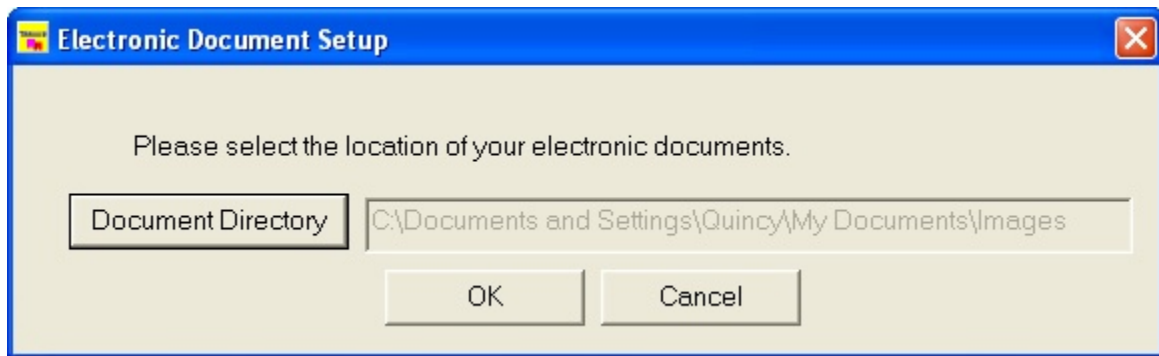 Electronic Document Setup
Please select the location of your electronic documents.
Document Directory C:\Documents and Settings\Quincy\My Documents\Images
OK Cancel